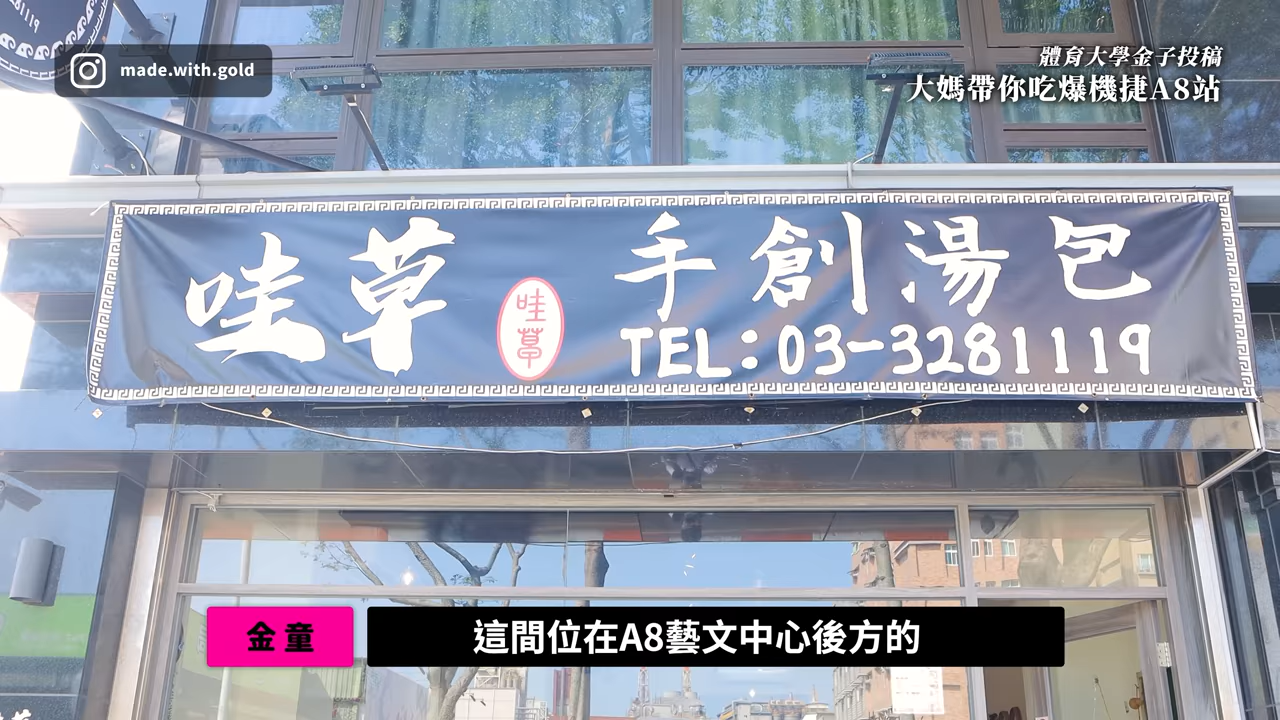 made.with.gold
體育大學金子投稿
大媽帶你吃爆機捷A8站
哇草
哇草
手創湯包
TEL:03-3281119
金童
這間位在A8藝文中心後方的